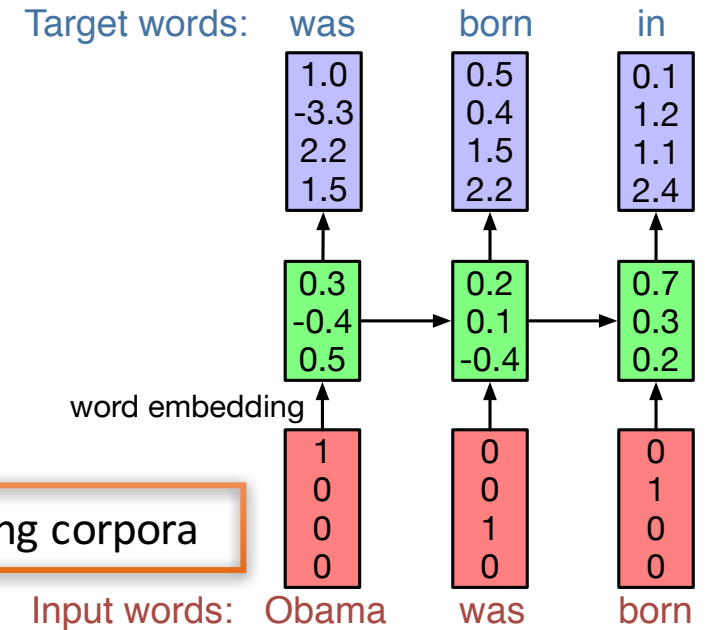 Target words: was born in
1.0 0.5 0.1
-3.3 0.4 1.2
2.2 1.5 1.1
1.5 2.2 2.4
0.3 0.2 0.7
-0.4 0.1 0.3
0.5 -0.4 0.2
word embedding
1 0 0
0 0 1
0 1 0
0 0 0
ng corpora
Input words: Obama was born